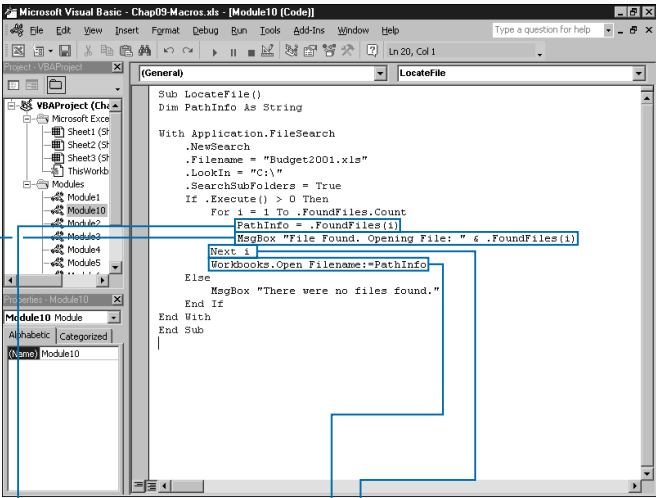 Microsoft Visual Basic - Chap09-Macros.xls - [Module10 (Code)]
File Edit View Insert Format Debug Run Tools Add-Ins Window Help Type a question for help
Ln 20, Col 1
Project - VBAProject
(General) LocateFile
VBAProject (Cha
Microsoft Exce
Sheet1 (Sh
Sheet2 (Sh
Sheet3 (Sh
ThisWorkb
Modules
Module1
Module10
Module2
Module3
Module4
Module5
Properties - Module10
Module10 Module
Alphabetic Categorized
(Name) Module10
Sub LocateFile()
Dim PathInfo As String
With Application.FileSearch
.NewSearch
.Filename = "Budget2001.xls"
.LookIn = "C:\"
.SearchSubFolders = True
If .Execute() > 0 Then
For i = 1 To .FoundFiles.Count
PathInfo = .FoundFiles(i)
MsgBox "File Found. Opening File: " & .FoundFiles(i)
Next i
Workbooks.Open Filename:=PathInfo
Else
MsgBox "There were no files found."
End If
End With
End Sub